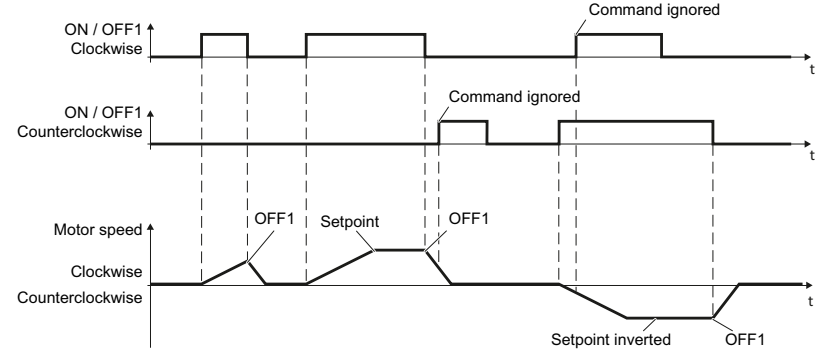 Command ignored
ON / OFF1
Clockwise
t
Command ignored
ON / OFF1
Counterclockwise
t
OFF1
Setpoint
OFF1
Motor speed
Clockwise
Counterclockwise
t
Setpoint inverted
OFF1